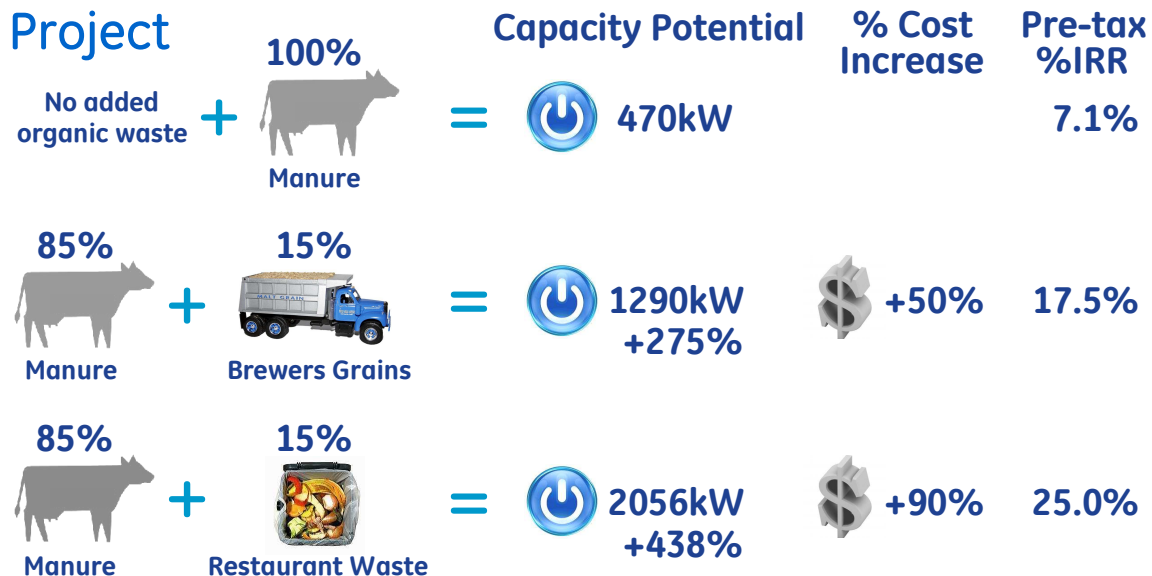 Project
Capacity Potential
% Cost
Increase
Pre-tax
%IRR
100%
No added
organic waste
+
Manure
=
470kW
7.1%
85%
Manure
+
15%
MALT GRAIN
Brewers Grains
=
1290kW
+275%
$
+50%
17.5%
85%
Manure
+
15%
Restaurant Waste
=
2056kW
+438%
$
+90%
25.0%